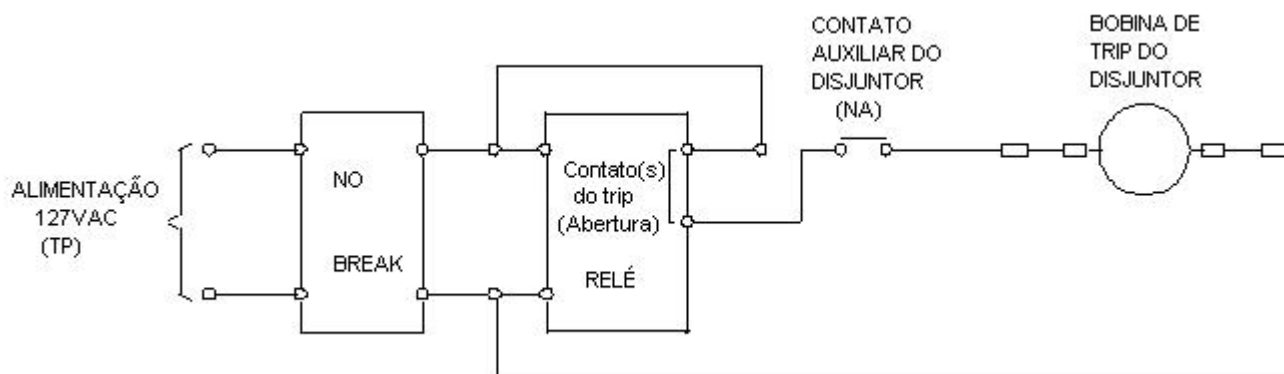 CONTATO
AUXILIAR DO
DISJUNTOR
(NA)
BOBINA DE
TRIP DO
DISJUNTOR
ALIMENTAÇÃO
127VAC
(TP)
NO
BREAK
Contato(s)
do trip
(Abertura)
RELÉ